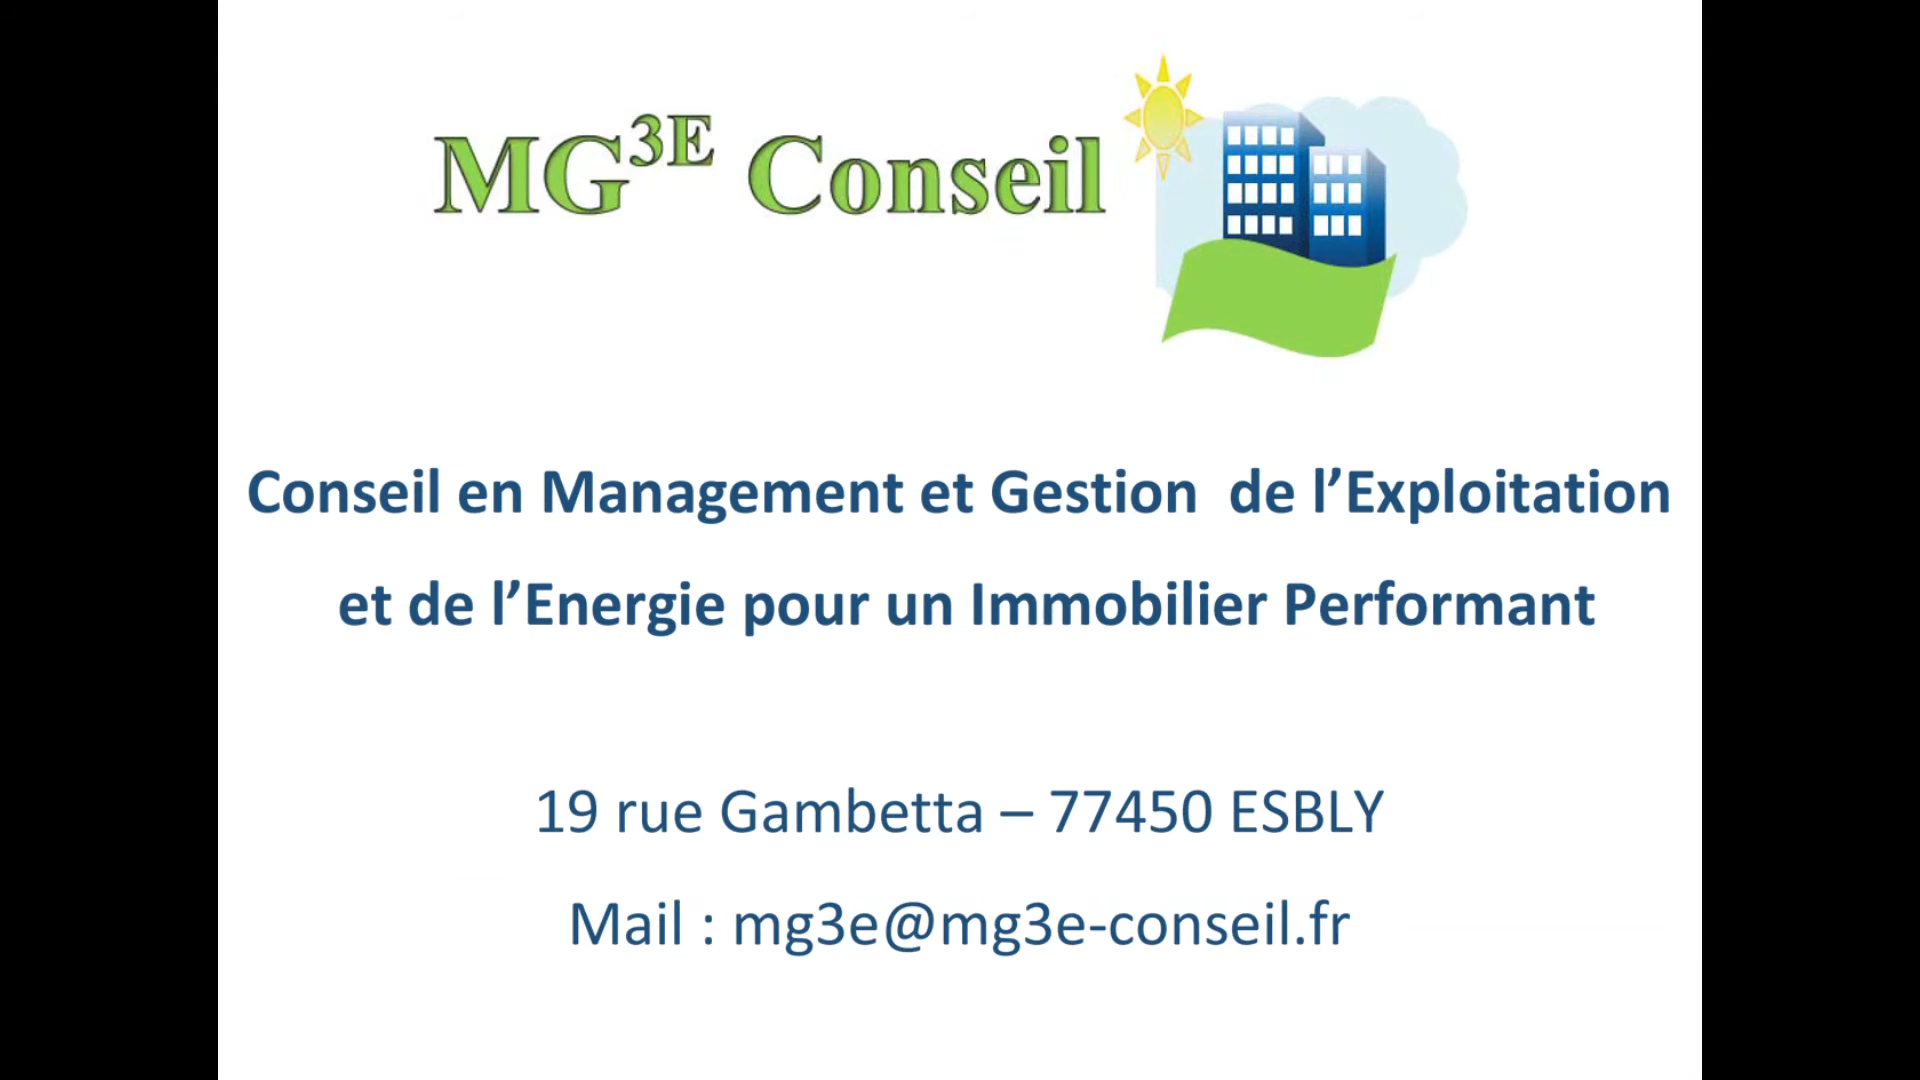 MG3E Conseil
Conseil en Management et Gestion de l’Exploitation
et de l’Energie pour un Immobilier Performant
19 rue Gambetta – 77450 ESBLY
Mail : mg3e@mg3e-conseil.fr